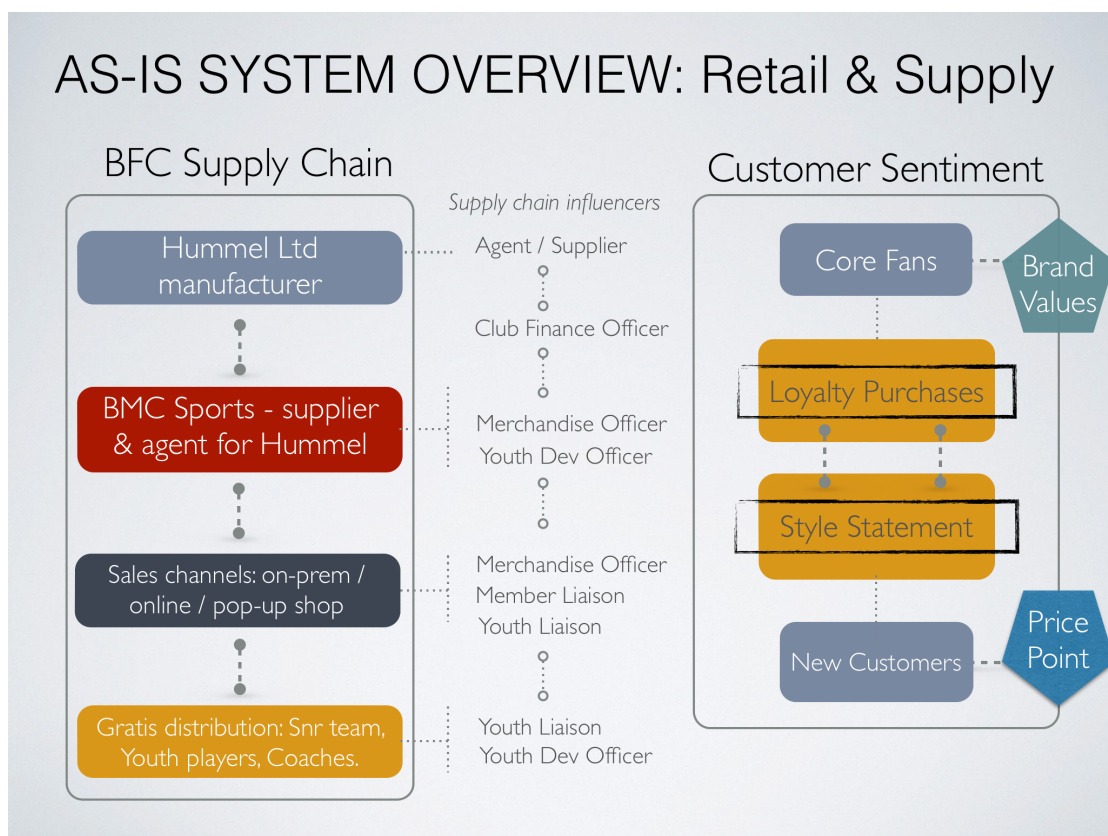 AS-IS SYSTEM OVERVIEW: Retail & Supply
BFC Supply Chain
Hummel Ltd
manufacturer
BMC Sports - supplier
& agent for Hummel
Sales channels: on-prem /
online / pop-up shop
Gratis distribution: Snr team,
Youth players, Coaches.
Supply chain influencers
Agent / Supplier
Club Finance Officer
Merchandise Officer
Youth Dev Officer
Merchandise Officer
Member Liaison
Youth Liaison
Youth Liaison
Youth Dev Officer
Customer Sentiment
Core Fans
Brand
Values
Loyalty Purchases
Style Statement
New Customers
Price
Point